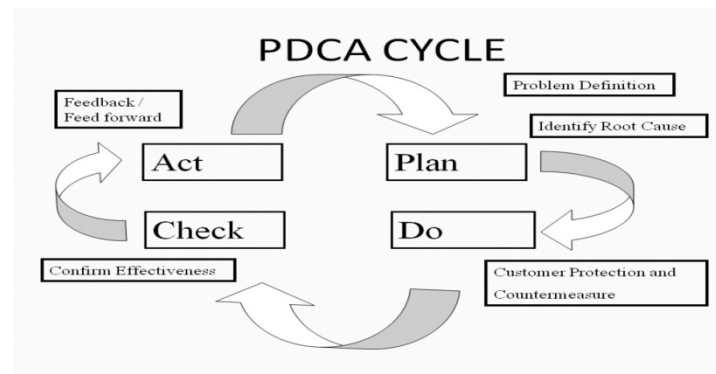 PDCA CYCLE
Problem Definition
Feedback /
Feed forward
Identify Root Cause
Act
Plan
Check
Do
Confirm Effectiveness
Customer Protection and
Countermeasure